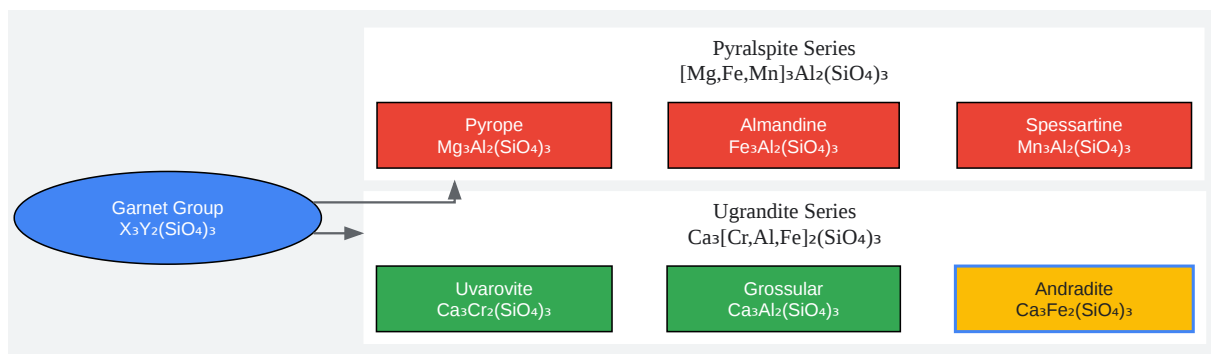 Pyralspite Series
[Mg,Fe,Mn]₃Al₂(SiO₄)₃
Pyrope
Mg₃Al₂(SiO₄)₃
Almandine
Fe₃Al₂(SiO₄)₃
Spessartine
Mn₃Al₂(SiO₄)₃
Garnet Group
X₃Y₂(SiO₄)₃
Ugrandite Series
Ca₃[Cr,Al,Fe]₂(SiO₄)₃
Uvarovite
Ca₃Cr₂(SiO₄)₃
Grossular
Ca₃Al₂(SiO₄)₃
Andradite
Ca₃Fe₂(SiO₄)₃